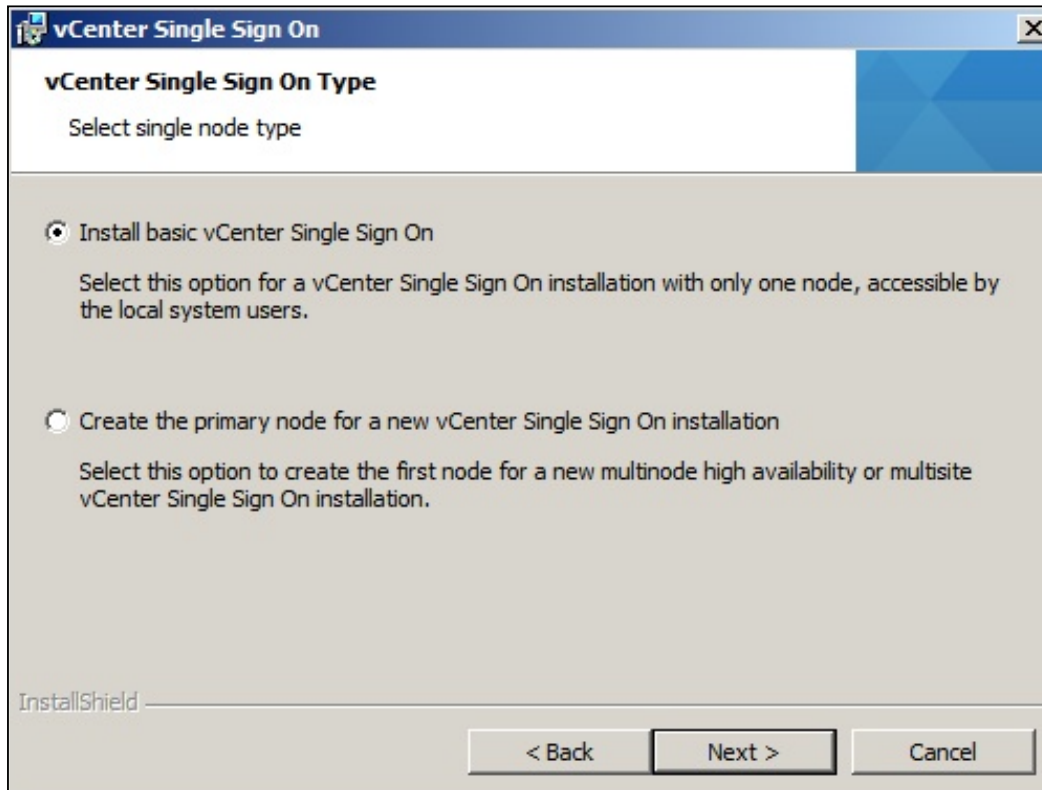 vCenter Single Sign On
vCenter Single Sign On Type
Select single node type
Install basic vCenter Single Sign On
Select this option for a vCenter Single Sign On installation with only one node, accessible by
the local system users.
Create the primary node for a new vCenter Single Sign On installation
Select this option to create the first node for a new multinode high availability or multisite
vCenter Single Sign On installation.
InstallShield
< Back
Next >
Cancel